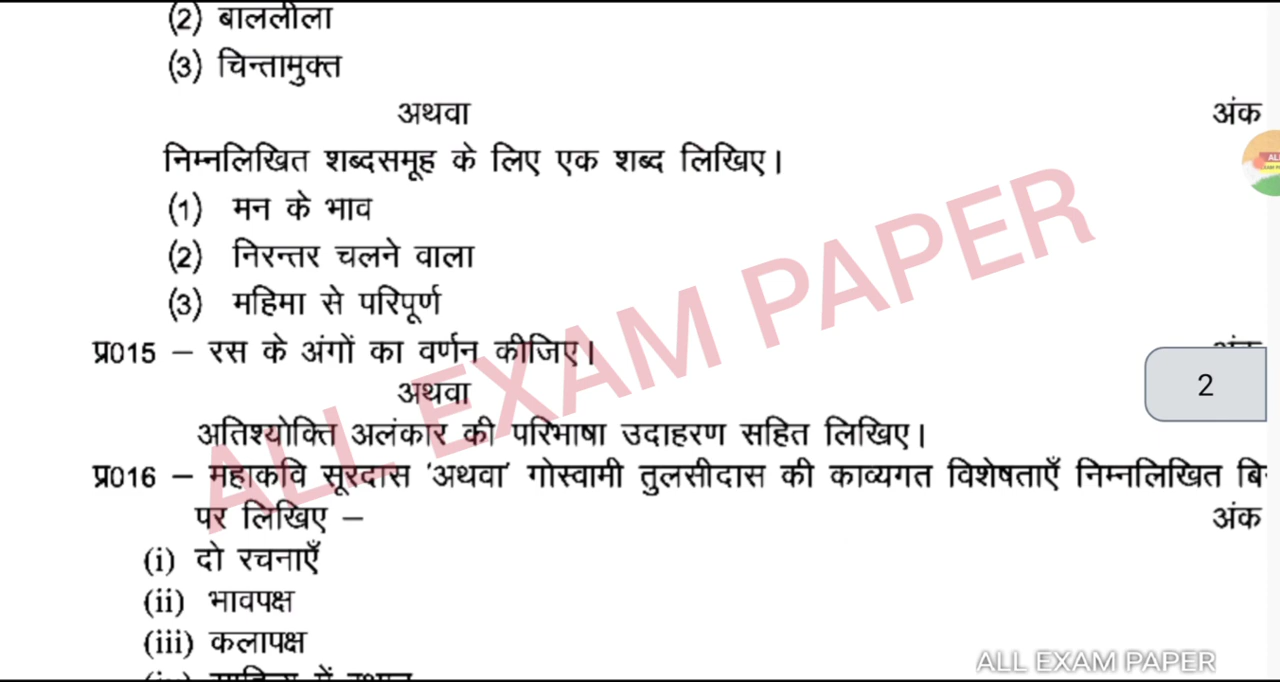 (2) बाललीला
(3) चिन्तामुक्त
अथवा अंक
निम्नलिखित शब्दसमूह के लिए एक शब्द लिखिए।
(1) मन के भाव
(2) निरन्तर चलने वाला
(3) महिमा से परिपूर्ण
प्र015 – रस के अंगों का वर्णन कीजिए।
2
अथवा
अतिश्योक्ति अलंकार की परिभाषा उदाहरण सहित लिखिए।
प्र016 – महाकवि सूरदास 'अथवा' गोस्वामी तुलसीदास की काव्यगत विशेषताएँ निम्नलिखित
पर लिखिए – अंक
(i) दो रचनाएँ
(ii) भावपक्ष
(iii) कलापक्ष
ALL EXAM PAPER
ALL EXAM PAPER